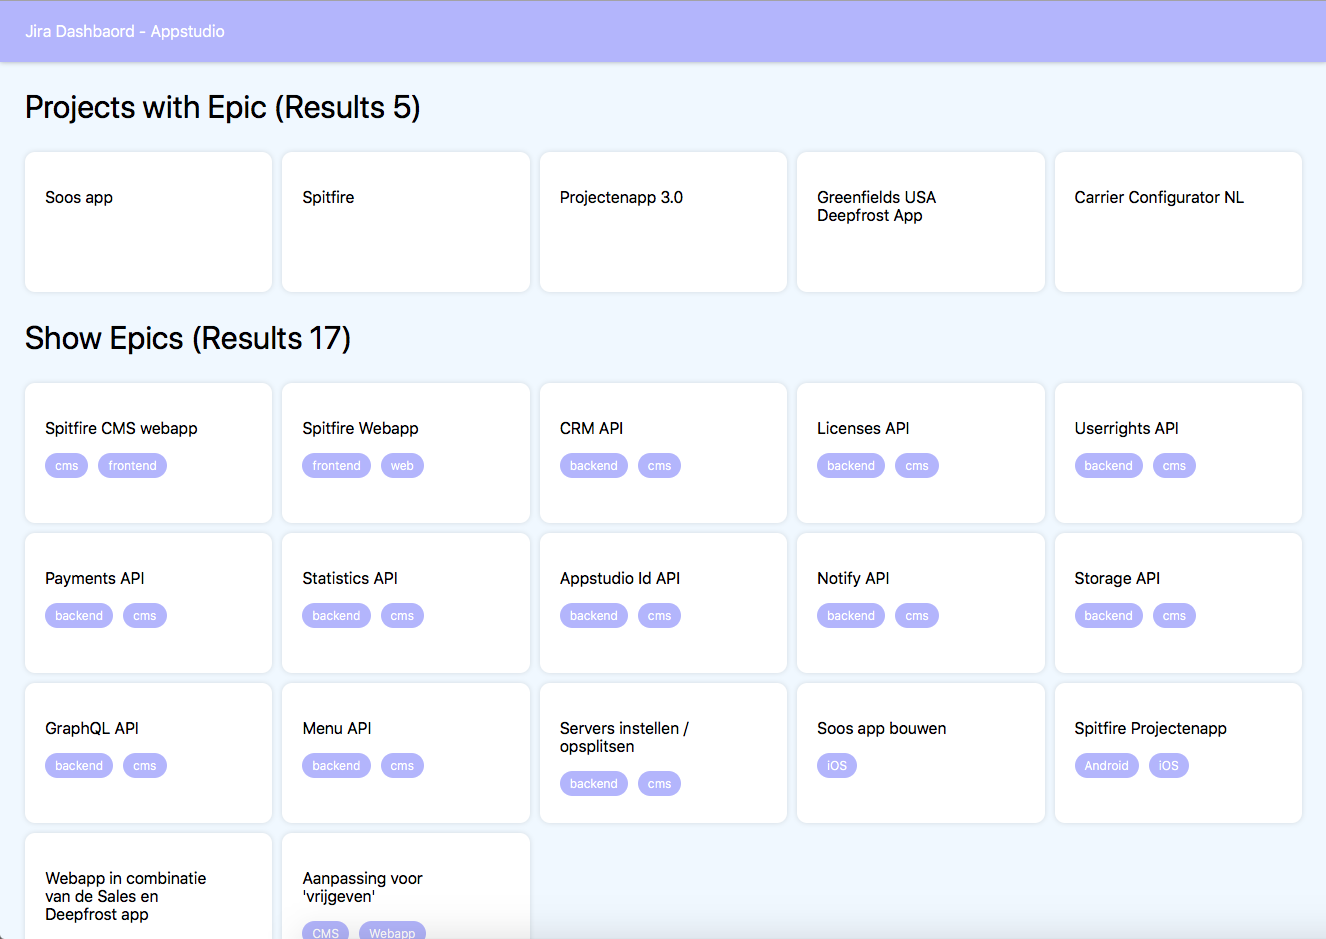 Jira Dashbaord - Appstudio
Projects with Epic (Results 5)
Soos app
Spitfire
Projectenapp 3.0
Greenfields USA
Deepfrost App
Carrier Configurator NL
Show Epics (Results 17)
Spitfire CMS webapp
cms frontend
Spitfire Webapp
frontend web
CRM API
backend cms
Licenses API
backend cms
Userrights API
backend cms
Payments API
backend cms
Statistics API
backend cms
Appstudio Id API
backend cms
Notify API
backend cms
Storage API
backend cms
GraphQL API
backend cms
Menu API
backend cms
Servers instellen /
opsplitsen
backend cms
Soos app bouwen
iOS
Spitfire Projectenapp
Android iOS
Webapp in combinatie
van de Sales en
Deepfrost app
Aanpassing voor
'vrijgeven'
CMS Webapp